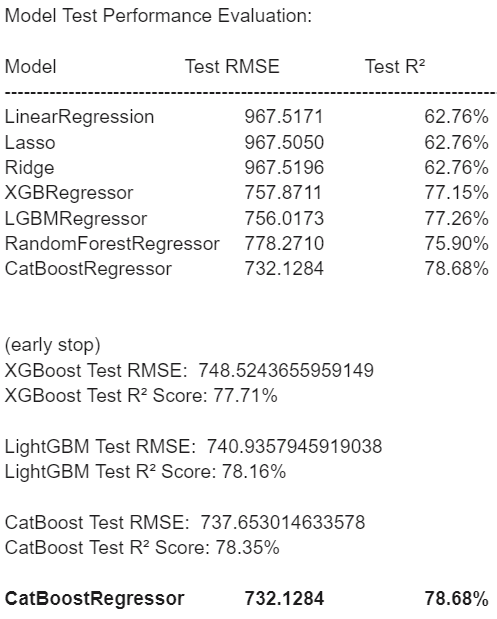 Model Test Performance Evaluation:
Model Test RMSE Test R²
--------------------------------------------------------------------------------
LinearRegression 967.5171 62.76%
Lasso 967.5050 62.76%
Ridge 967.5196 62.76%
XGBRegressor 757.8711 77.15%
LGBMRegressor 756.0173 77.26%
RandomForestRegressor 778.2710 75.90%
CatBoostRegressor 732.1284 78.68%
(early stop)
XGBoost Test RMSE: 748.5243655959149
XGBoost Test R² Score: 77.71%
LightGBM Test RMSE: 740.9357945919038
LightGBM Test R² Score: 78.16%
CatBoost Test RMSE: 737.653014633578
CatBoost Test R² Score: 78.35%
CatBoostRegressor 732.1284 78.68%